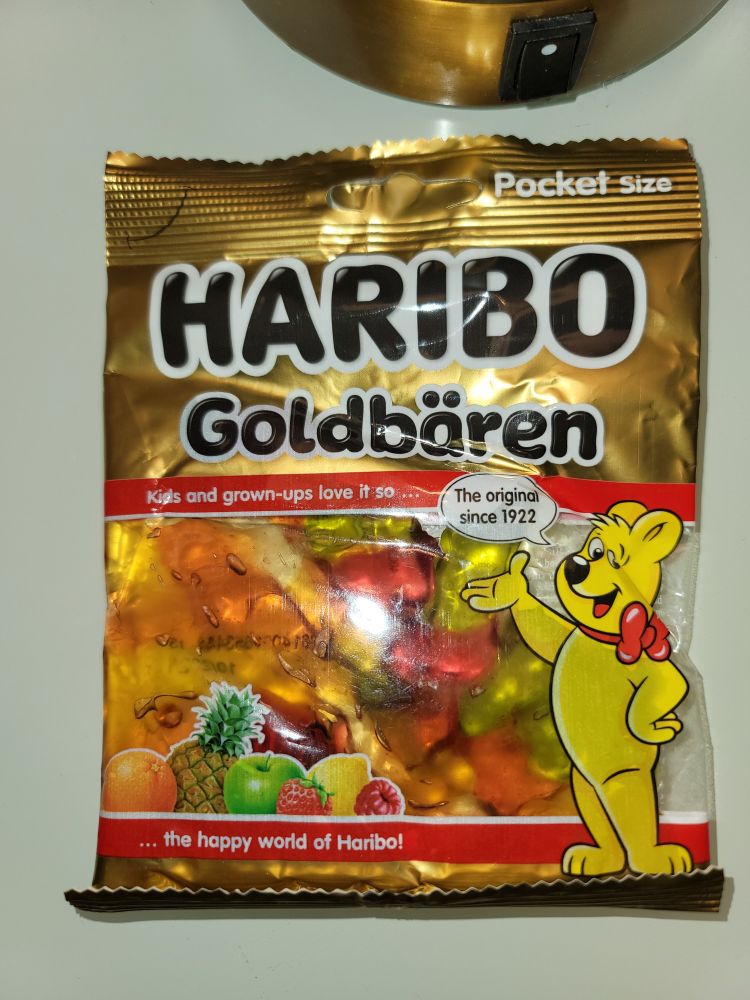 Pocket Size
HARIBO
Goldbären
Kids and grown-ups love it so ...
The original
since 1922
... the happy world of Haribo!